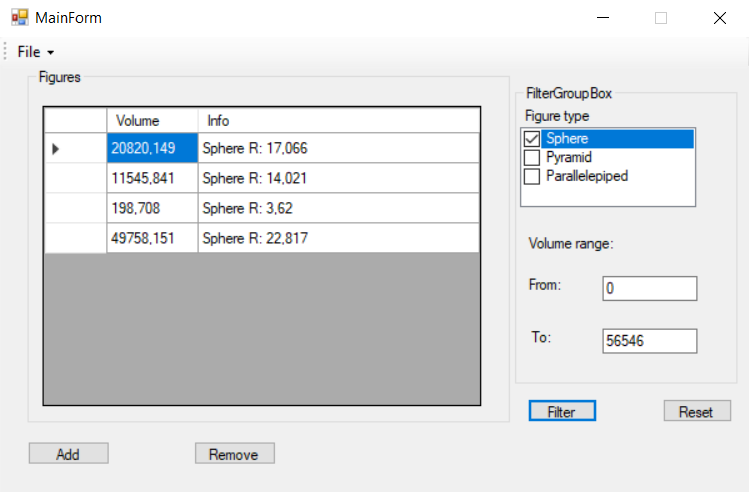 MainForm
File
Figures
Volume Info
20820,149 Sphere R: 17,066
11545,841 Sphere R: 14,021
198,708 Sphere R: 3,62
49758,151 Sphere R: 22,817
FilterGroupBox
Figure type
Sphere
Pyramid
Parallelepiped
Volume range:
From: 0
To: 56546
Filter Reset
Add Remove